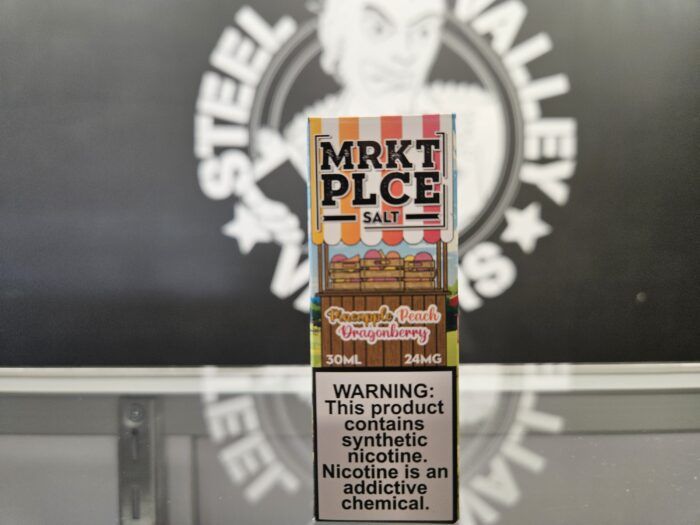 STEEL VALLEY
MRKT
PLCE
SALT
Pineapple Peach
Dragonberry
30ML 24MG
WARNING:
This product
contains
synthetic
nicotine.
Nicotine is an
addictive
chemical.